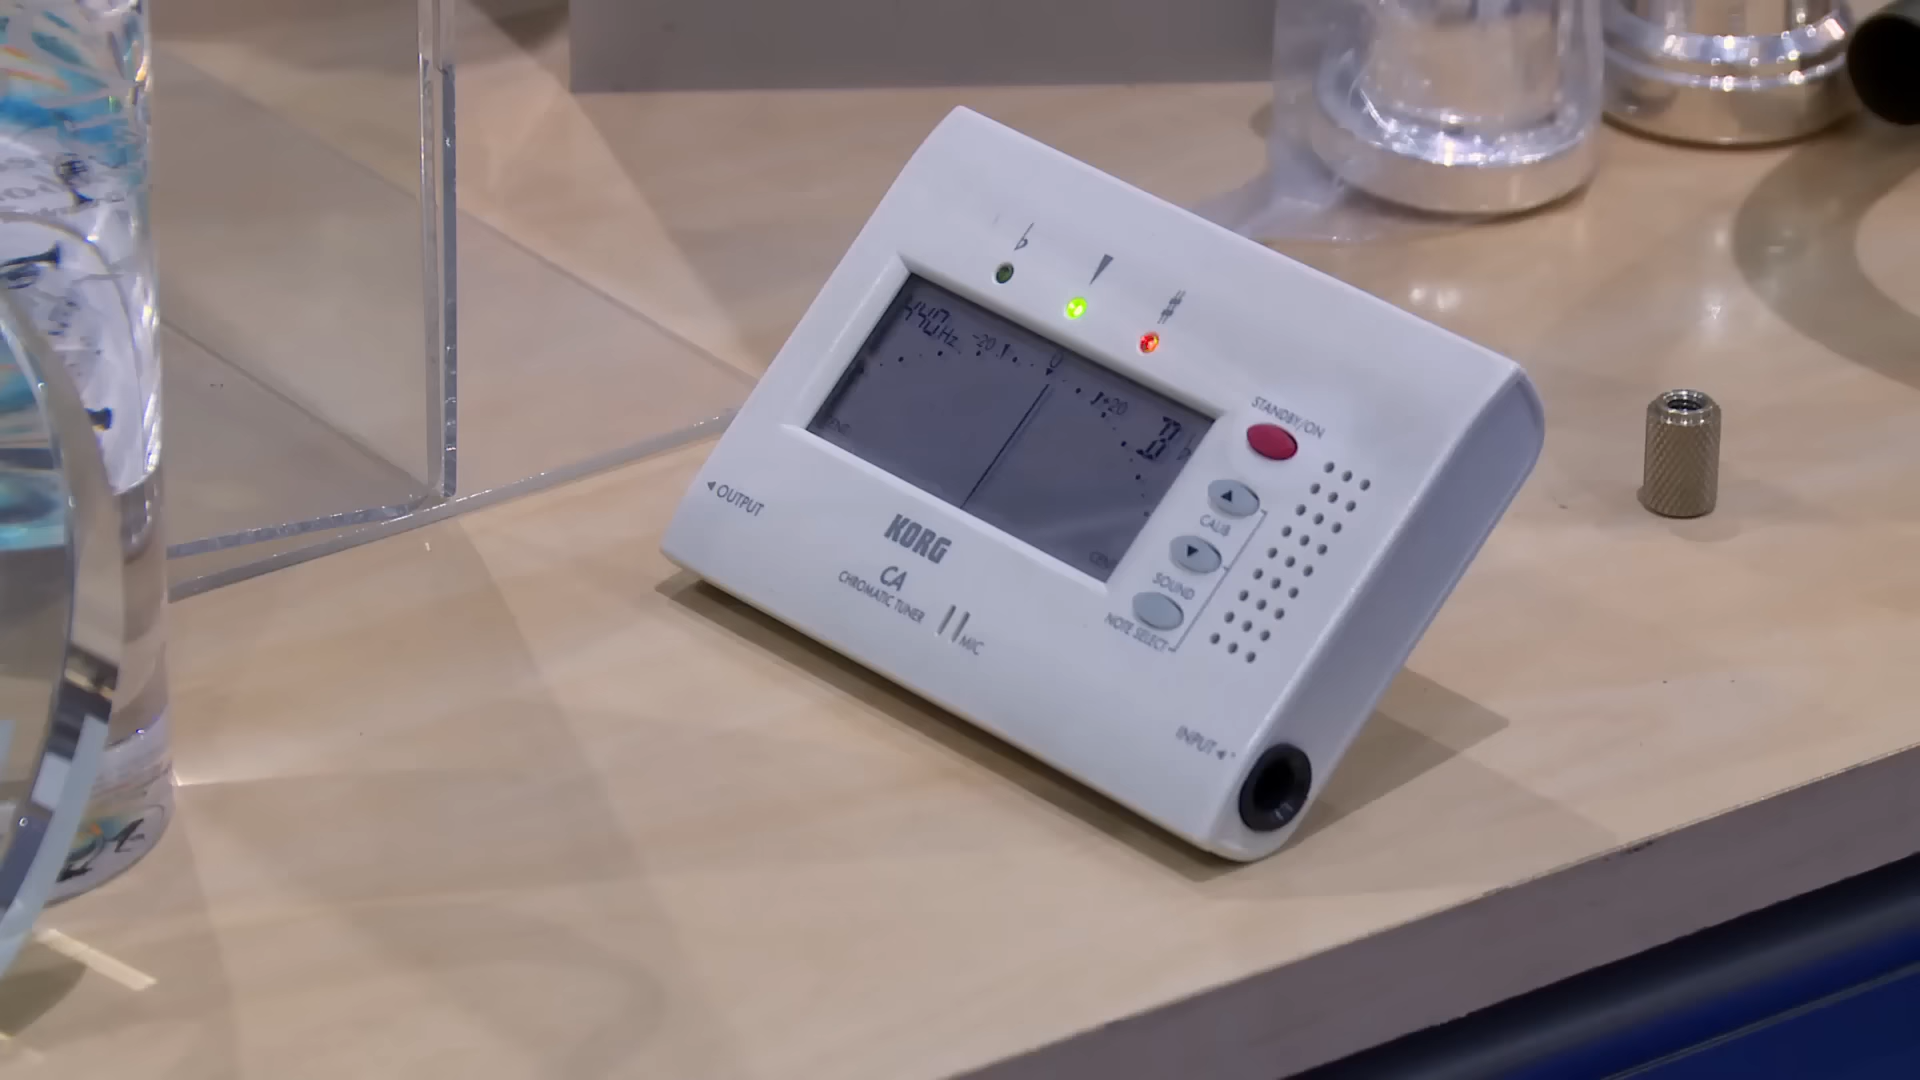 ♭
♯
440Hz
-20
0
+20
STANDBY/ON
CALIB
SOUND
NOTE SELECT
◄ OUTPUT
KORG
CA
CHROMATIC TUNER
MIC
INPUT ◄